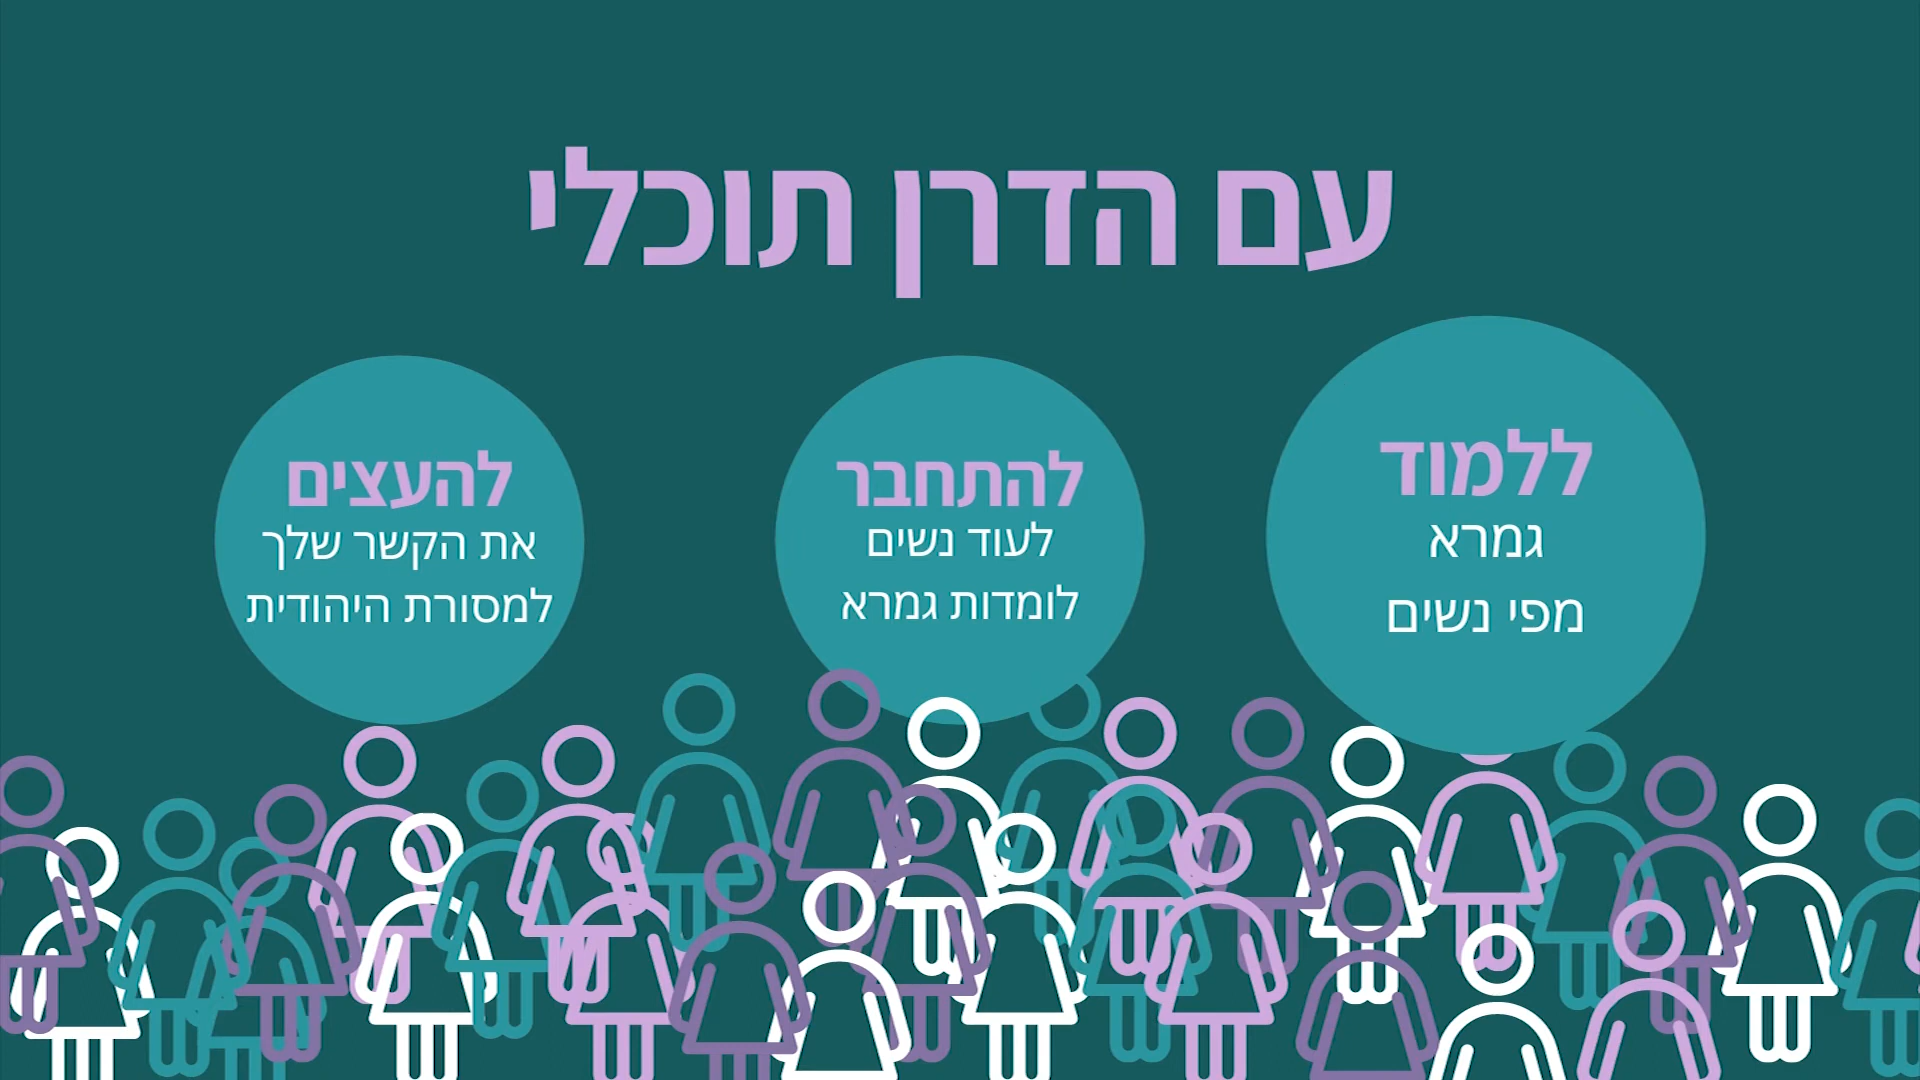 עם הדרן תוכלי
ללמוד
גמרא
מפי נשים
להתחבר
לעוד נשים
לומדות גמרא
להעצים
את הקשר שלך
למסורת היהודית